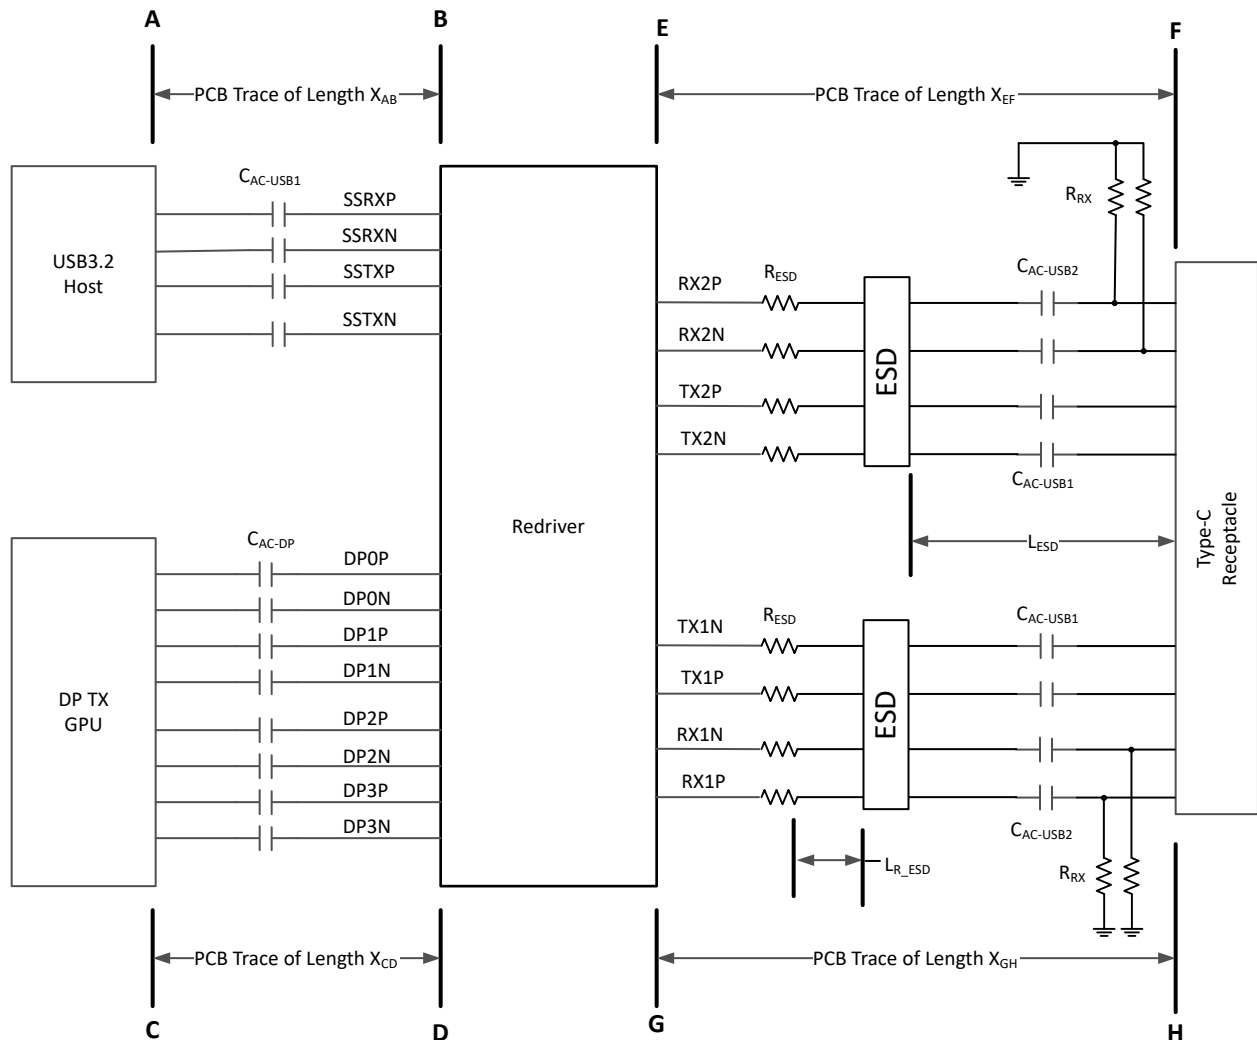 A
B
E
F
PCB Trace of Length XAB
PCB Trace of Length XEF
CAC-USB1
RRX
SSRXP
SSRXN
SSTXP
SSTXN
USB3.2
Host
RX2P
RX2N
TX2P
TX2N
RESD
ESD
CAC-USB2
CAC-USB1
Redriver
LESD
Type-C
Receptacle
CAC-DP
DP0P
DP0N
DP1P
DP1N
DP2P
DP2N
DP3P
DP3N
DP TX
GPU
TX1N
TX1P
RX1N
RX1P
RESD
ESD
CAC-USB1
CAC-USB2
LR_ESD
RRX
PCB Trace of Length XCD
PCB Trace of Length XGH
C
D
G
H